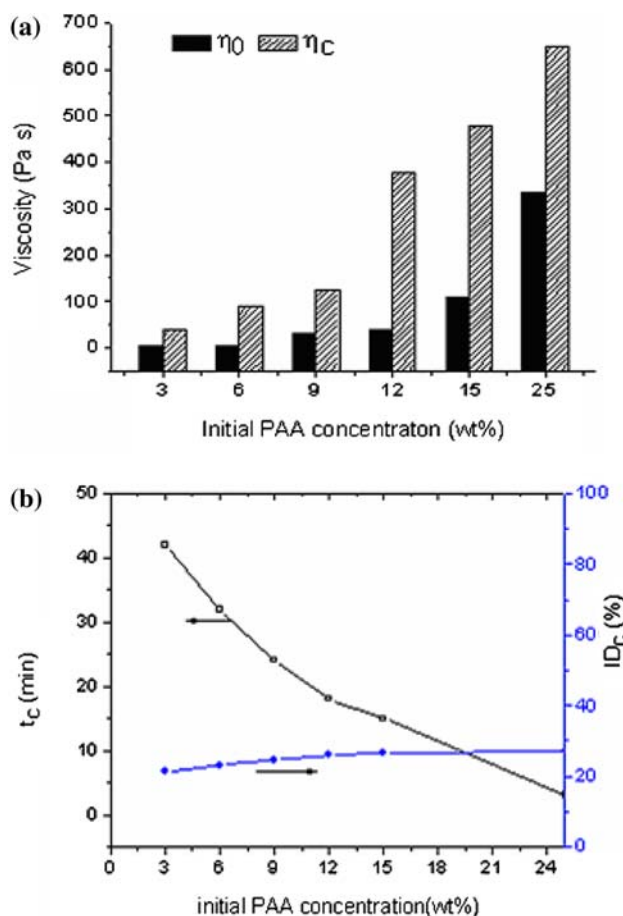 (a)
η0 ηC
700
600
500
400
300
200
100
0
Viscosity (Pa s)
3 6 9 12 15 25
Initial PAA concentraton (wt%)
(b)
50
40
30
20
10
0
tC (min)
100
80
60
40
20
0
IDC (%)
0 3 6 9 12 15 18 21 24
initial PAA concentration(wt%)